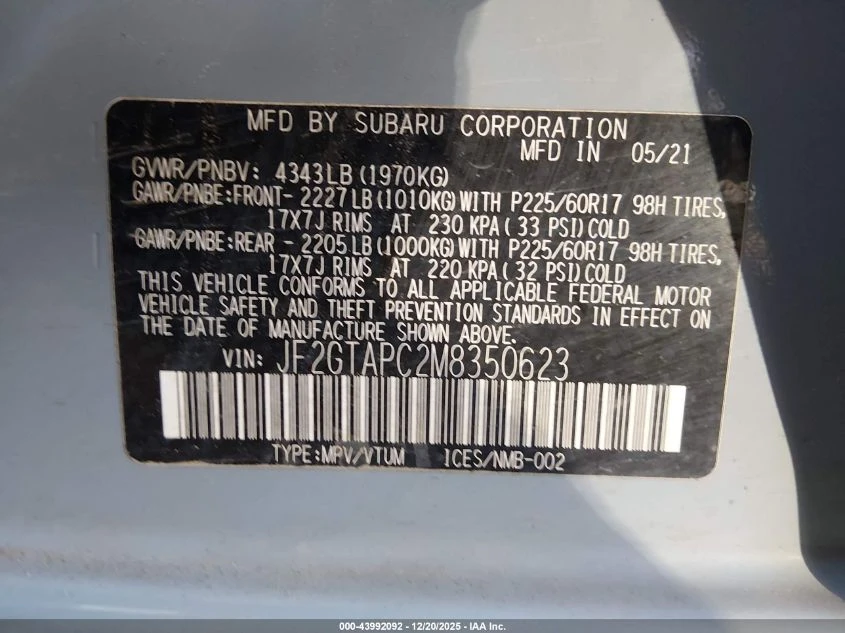 MFD BY SUBARU CORPORATION
MFD IN 05/21
GVWR/PNBV: 4343LB(1970KG)
GAWR/PNBE:FRONT- 2227LB(1010KG)WITH P225/60R17 98H TIRES,
17X7J RIMS AT 230 KPA(33 PSI)COLD
GAWR/PNBE:REAR - 2205LB(1000KG)WITH P225/60R17 98H TIRES,
17X7J RIMS AT 220 KPA(32 PSI)COLD
THIS VEHICLE CONFORMS TO ALL APPLICABLE FEDERAL MOTOR
VEHICLE SAFETY AND THEFT PREVENTION STANDARDS IN EFFECT ON
THE DATE OF MANUFACTURE SHOWN ABOVE.
VIN: JF2GTAPC2M8350623
TYPE:MPV/VTUM ICES/NMB-002
000-43992092 - 12/20/2025 - IAA Inc.